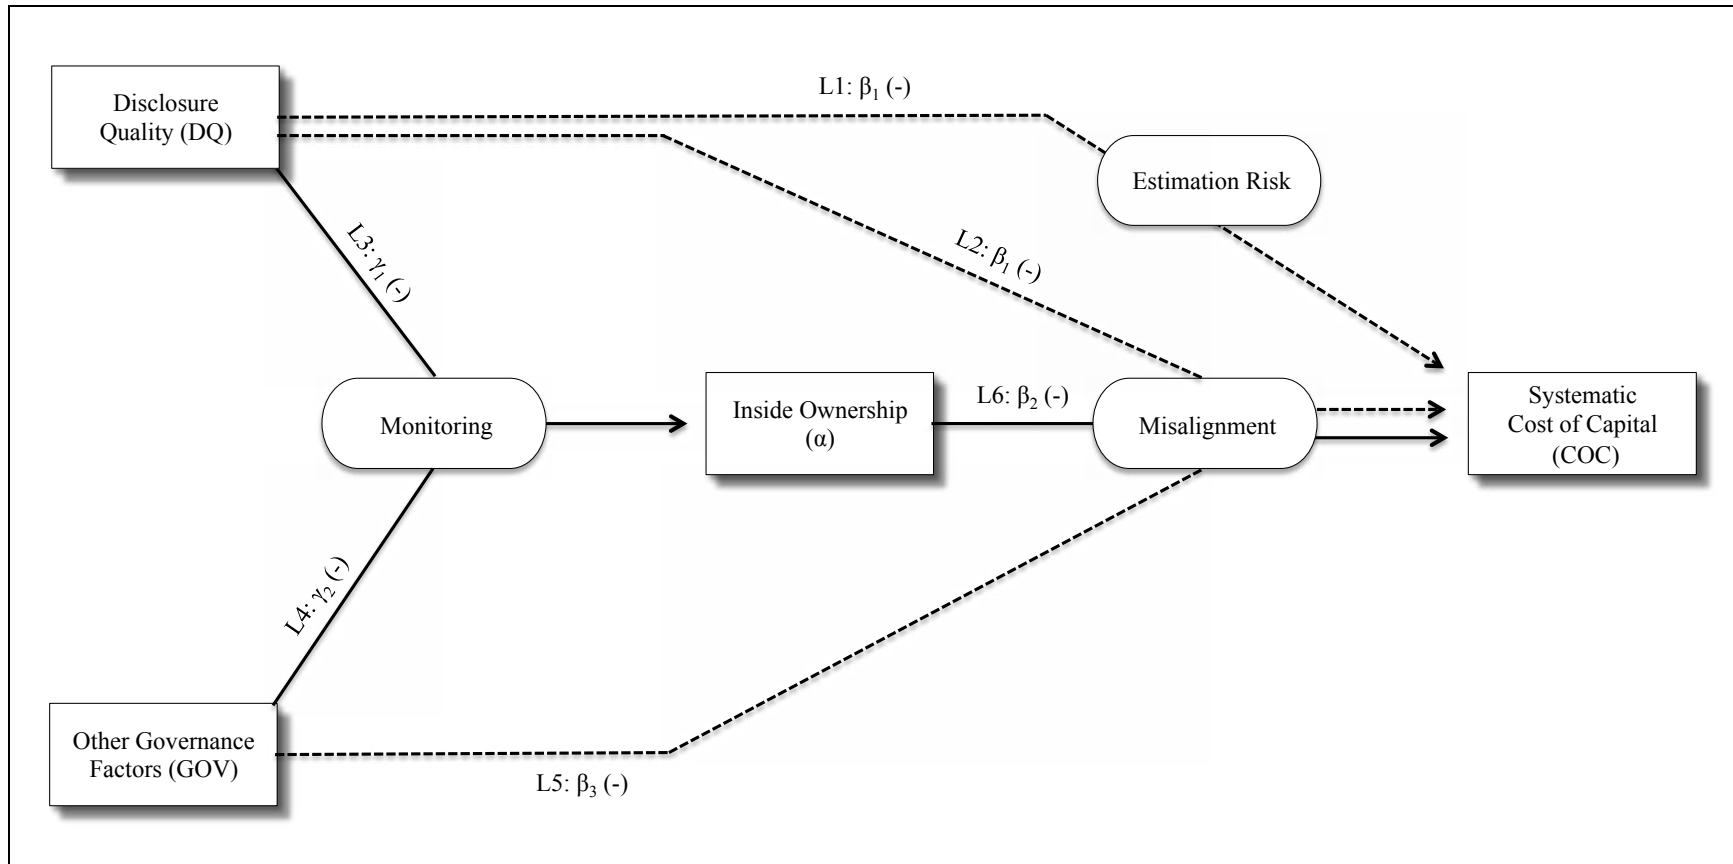 Disclosure
Quality (DQ)
L1: β₁ (-)
Estimation Risk
L2: β₁ (-)
L3: γ₁ (-)
Monitoring
Inside Ownership
(α)
L6: β₂ (-)
Misalignment
Systematic
Cost of Capital
(COC)
L4: γ₂ (-)
Other Governance
Factors (GOV)
L5: β₃ (-)